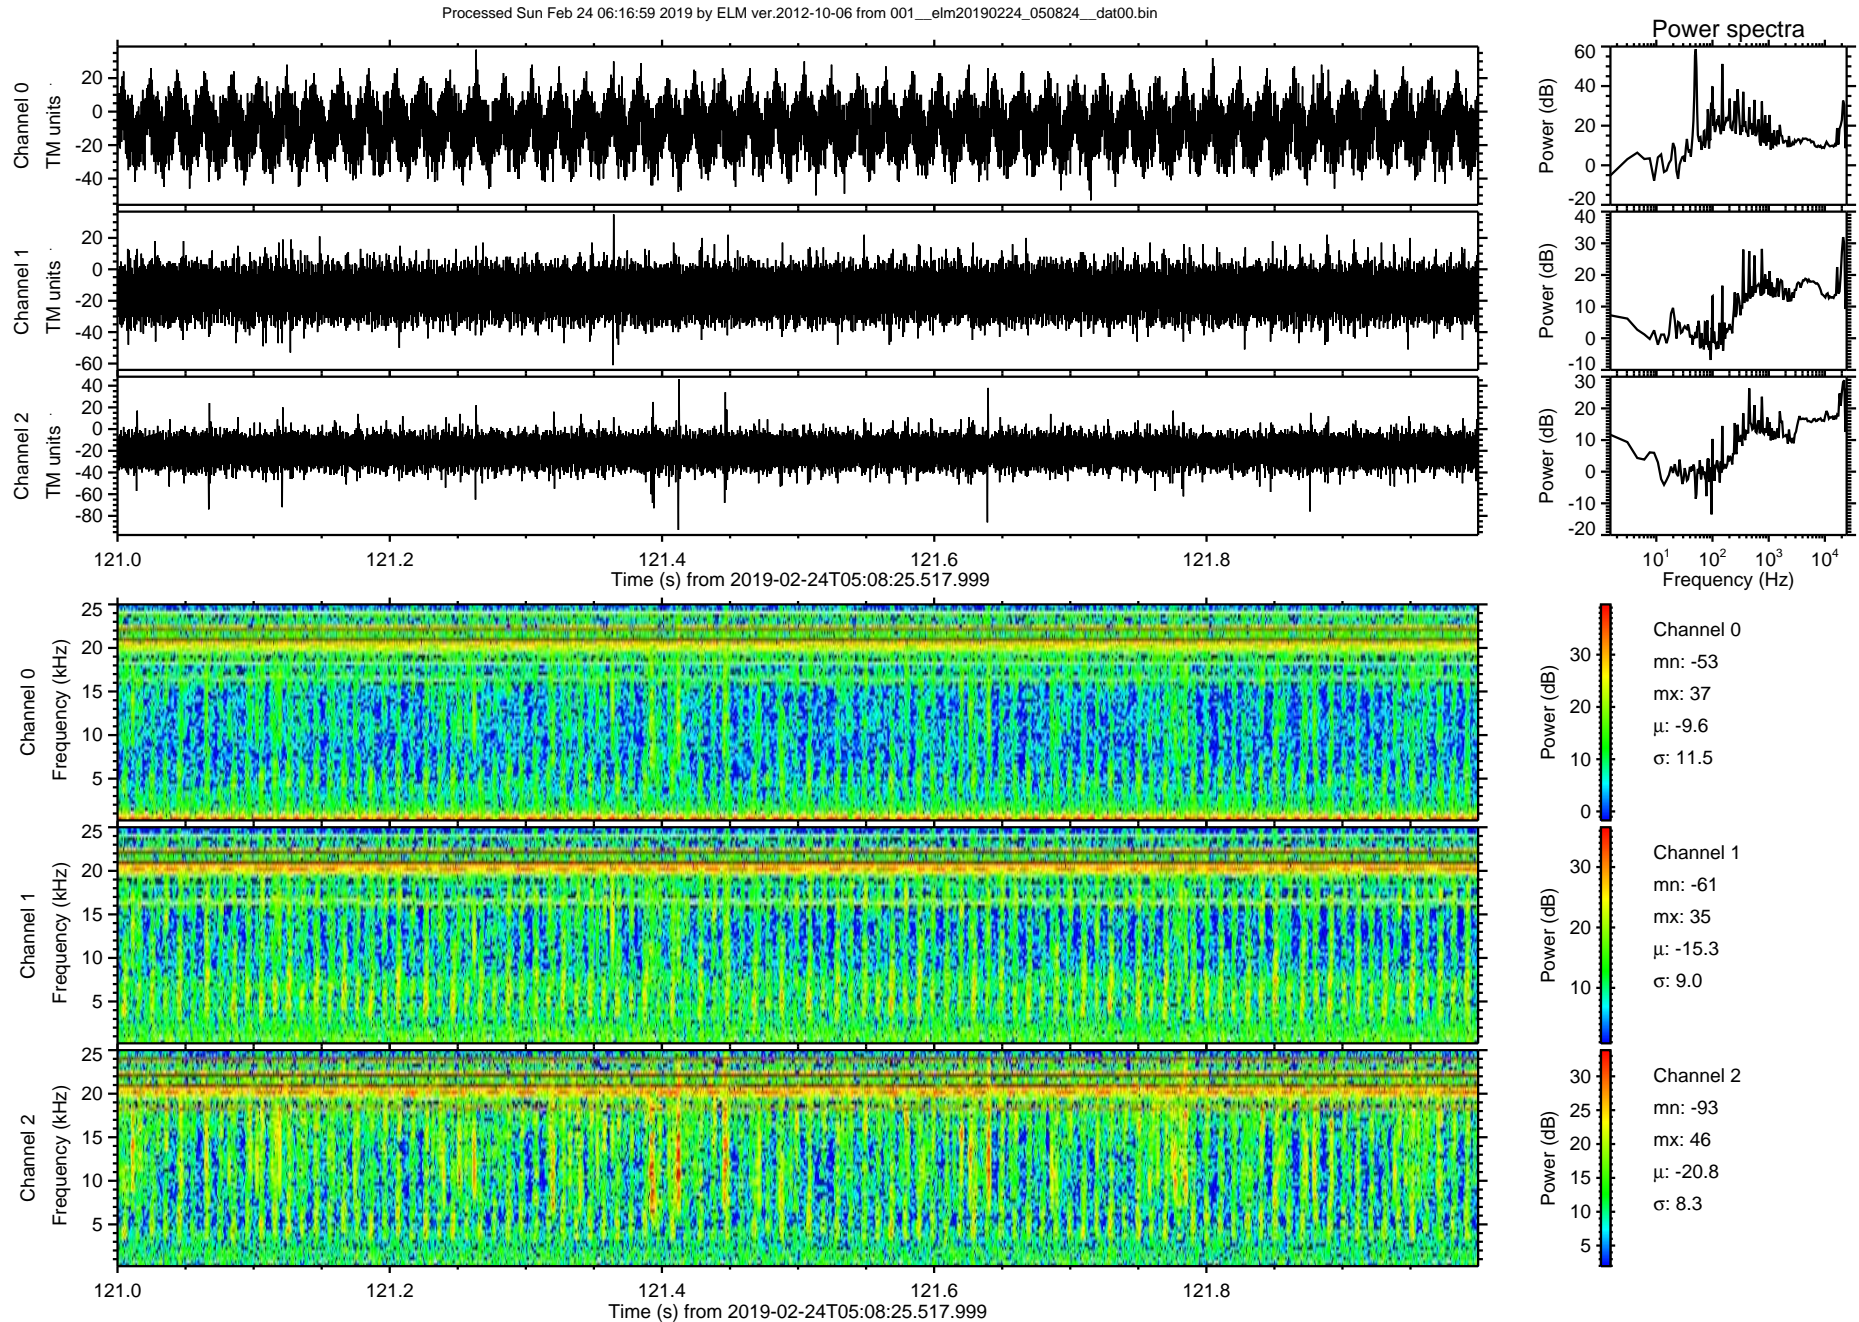 Processed Sun Feb 24 06:16:59 2019 by ELM ver.2012-10-06 from 001__elm20190224_050824__dat00.bin
Power spectra
Channel 0
TM units
20
0
-20
-40
Power (dB)
60
40
20
0
-20
Channel 1
TM units
20
0
-20
-40
-60
Power (dB)
40
30
20
10
0
-10
Channel 2
TM units
40
20
0
-20
-40
-60
-80
Power (dB)
30
20
10
0
-10
-20
121.0 121.2 121.4 121.6 121.8
Time (s) from 2019-02-24T05:08:25.517.999
10^1 10^2 10^3 10^4
Frequency (Hz)
Channel 0
Frequency (kHz)
25
20
15
10
5
Power (dB)
30
20
10
0
Channel 0
mn: -53
mx: 37
μ: -9.6
σ: 11.5
Channel 1
Frequency (kHz)
25
20
15
10
5
Power (dB)
30
20
10
Channel 1
mn: -61
mx: 35
μ: -15.3
σ: 9.0
Channel 2
Frequency (kHz)
25
20
15
10
5
Power (dB)
30
25
20
15
10
5
Channel 2
mn: -93
mx: 46
μ: -20.8
σ: 8.3
121.0 121.2 121.4 121.6 121.8
Time (s) from 2019-02-24T05:08:25.517.999